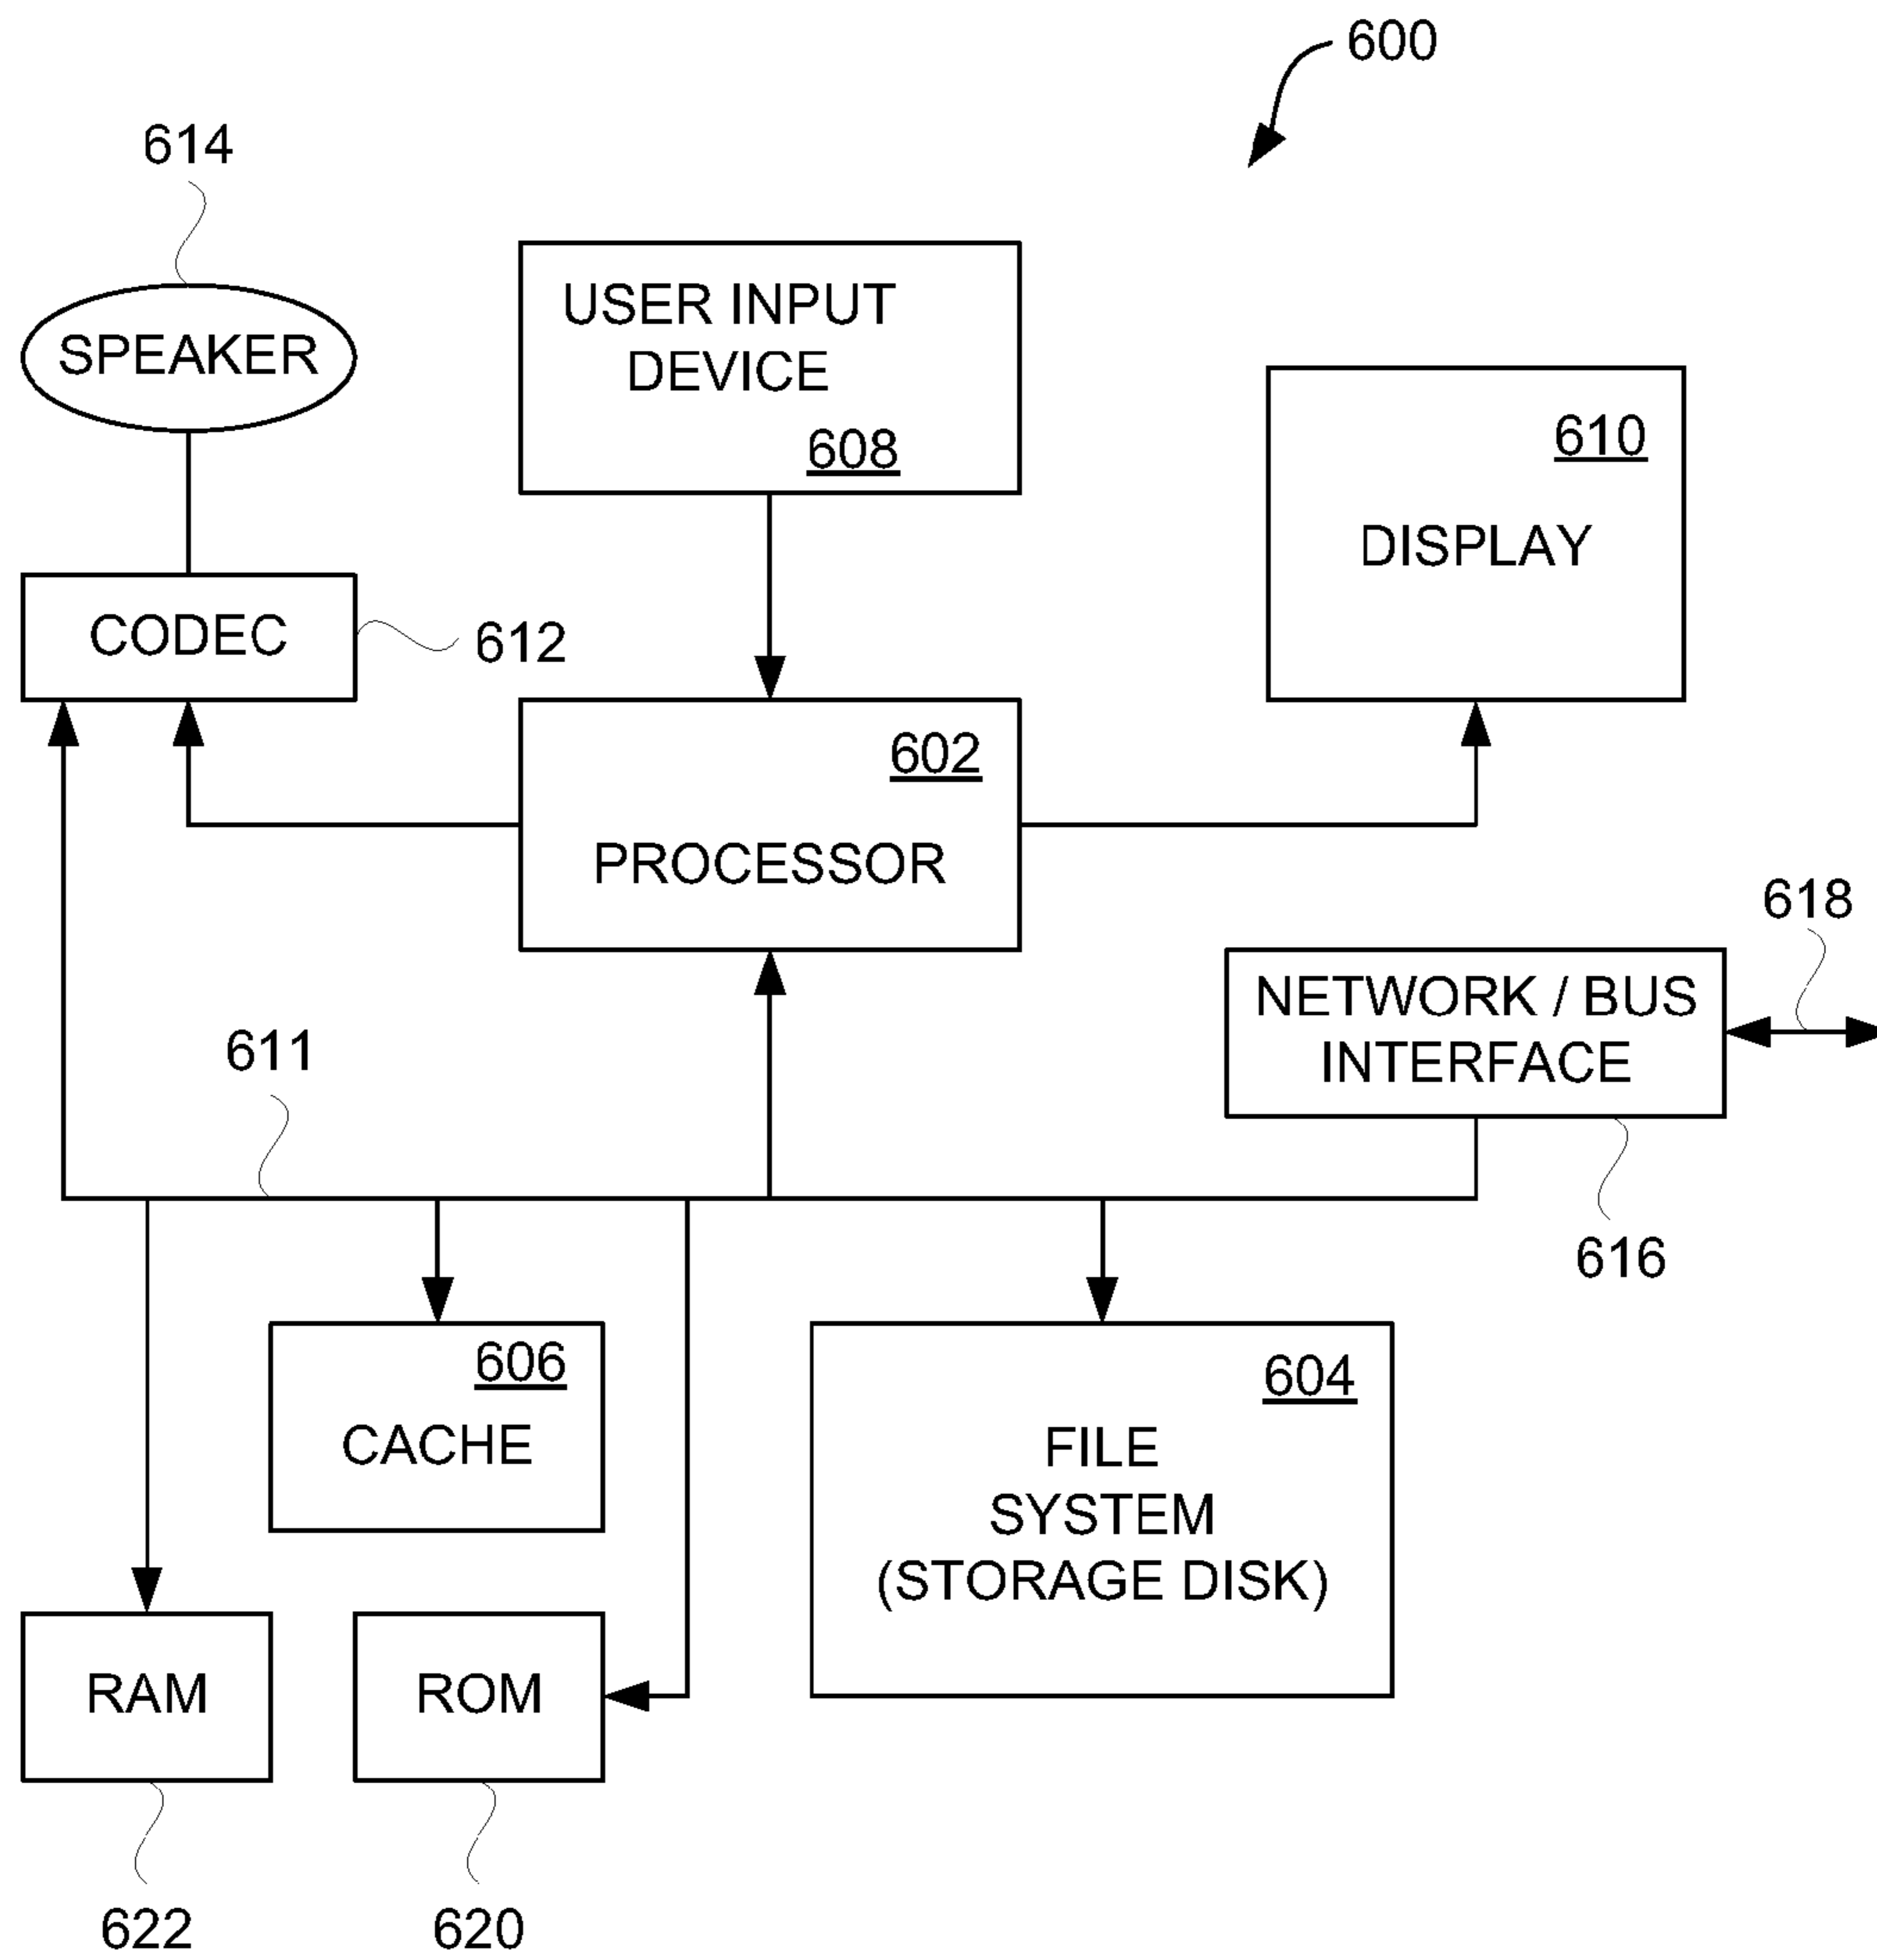 600
614
SPEAKER
USER INPUT
DEVICE
608
610
DISPLAY
CODEC
612
602
PROCESSOR
618
NETWORK / BUS
INTERFACE
611
616
606
CACHE
604
FILE
SYSTEM
(STORAGE DISK)
RAM
ROM
622
620